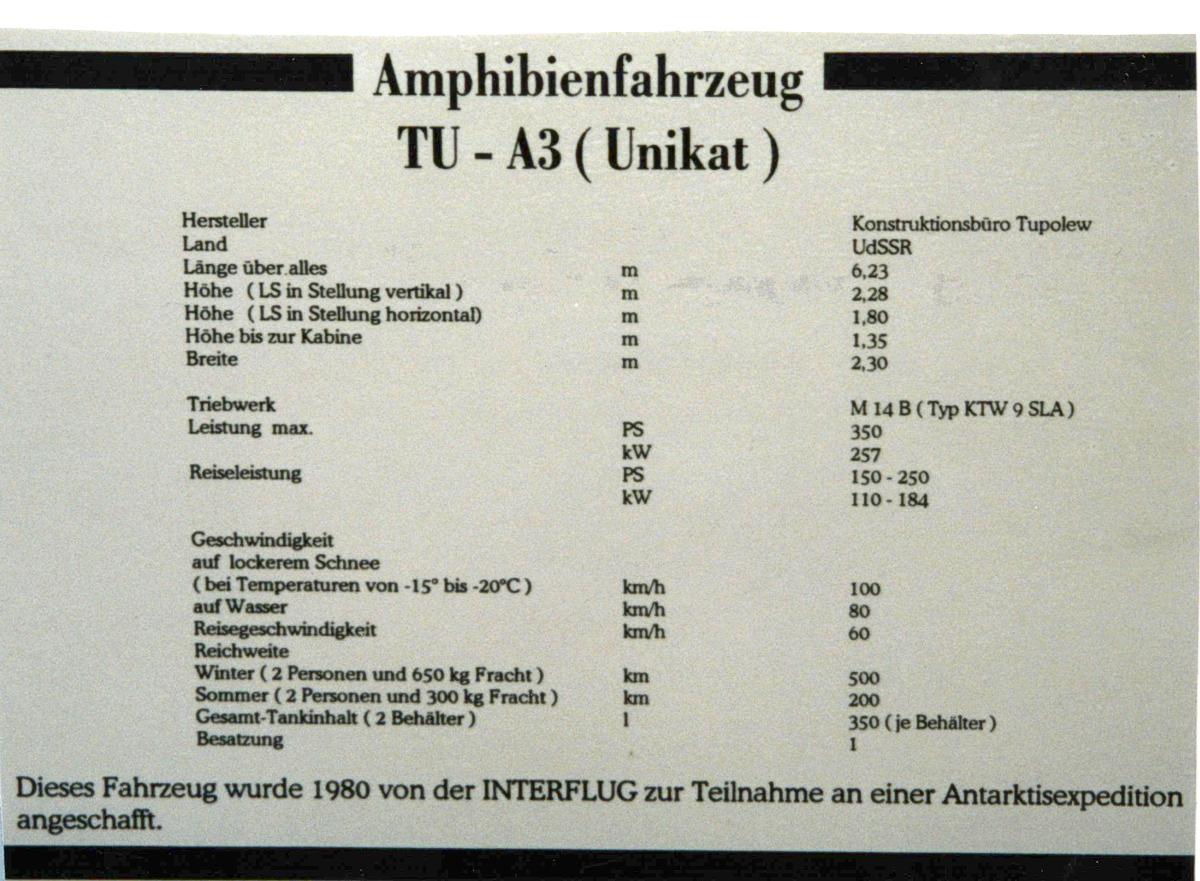 Amphibienfahrzeug
TU - A3 ( Unikat )
Hersteller Konstruktionsbüro Tupolew
Land UdSSR
Länge über alles m 6,23
Höhe ( LS in Stellung vertikal ) m 2,28
Höhe ( LS in Stellung horizontal) m 1,80
Höhe bis zur Kabine m 1,35
Breite m 2,30
Triebwerk M 14 B ( Typ KTW 9 SLA )
Leistung max. PS 350
kW 257
Reiseleistung PS 150 - 250
kW 110 - 184
Geschwindigkeit
auf lockerem Schnee
( bei Temperaturen von -15° bis -20°C ) km/h 100
auf Wasser km/h 80
Reisegeschwindigkeit km/h 60
Reichweite
Winter ( 2 Personen und 650 kg Fracht ) km 500
Sommer ( 2 Personen und 300 kg Fracht ) km 200
Gesamt-Tankinhalt ( 2 Behälter ) l 350 ( je Behälter )
Besatzung 1
Dieses Fahrzeug wurde 1980 von der INTERFLUG zur Teilnahme an einer Antarktisexpedition
angeschafft.